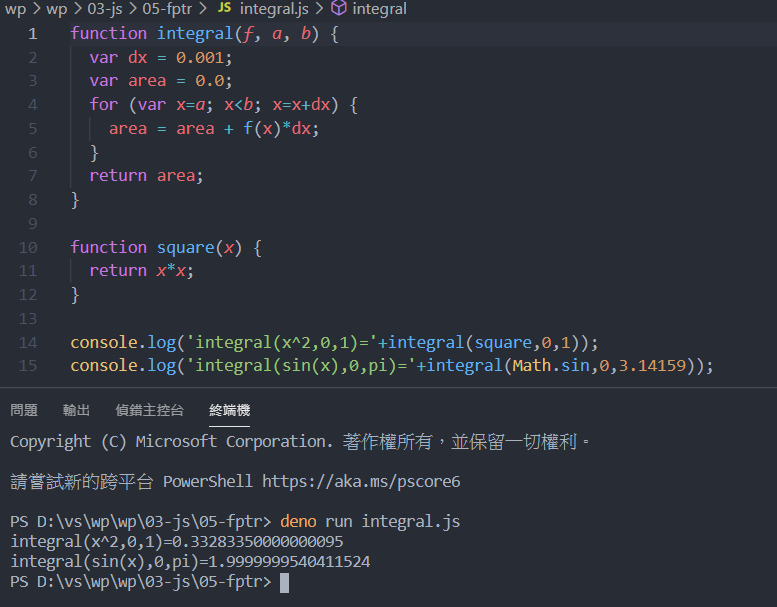 wp > wp > 03-js > 05-fptr > JS integral.js > integral
1 function integral(f, a, b) {
2 var dx = 0.001;
3 var area = 0.0;
4 for (var x=a; x<b; x=x+dx) {
5 area = area + f(x)*dx;
6 }
7 return area;
8 }
9
10 function square(x) {
11 return x*x;
12 }
13
14 console.log('integral(x^2,0,1)='+integral(square,0,1));
15 console.log('integral(sin(x),0,pi)='+integral(Math.sin,0,3.14159));
問題 輸出 偵錯主控台 終端機
Copyright (C) Microsoft Corporation. 著作權所有，並保留一切權利。
請嘗試新的跨平台 PowerShell https://aka.ms/pscore6
PS D:\vs\wp\wp\03-js\05-fptr> deno run integral.js
integral(x^2,0,1)=0.33283350000000095
integral(sin(x),0,pi)=1.9999999540411524
PS D:\vs\wp\wp\03-js\05-fptr>